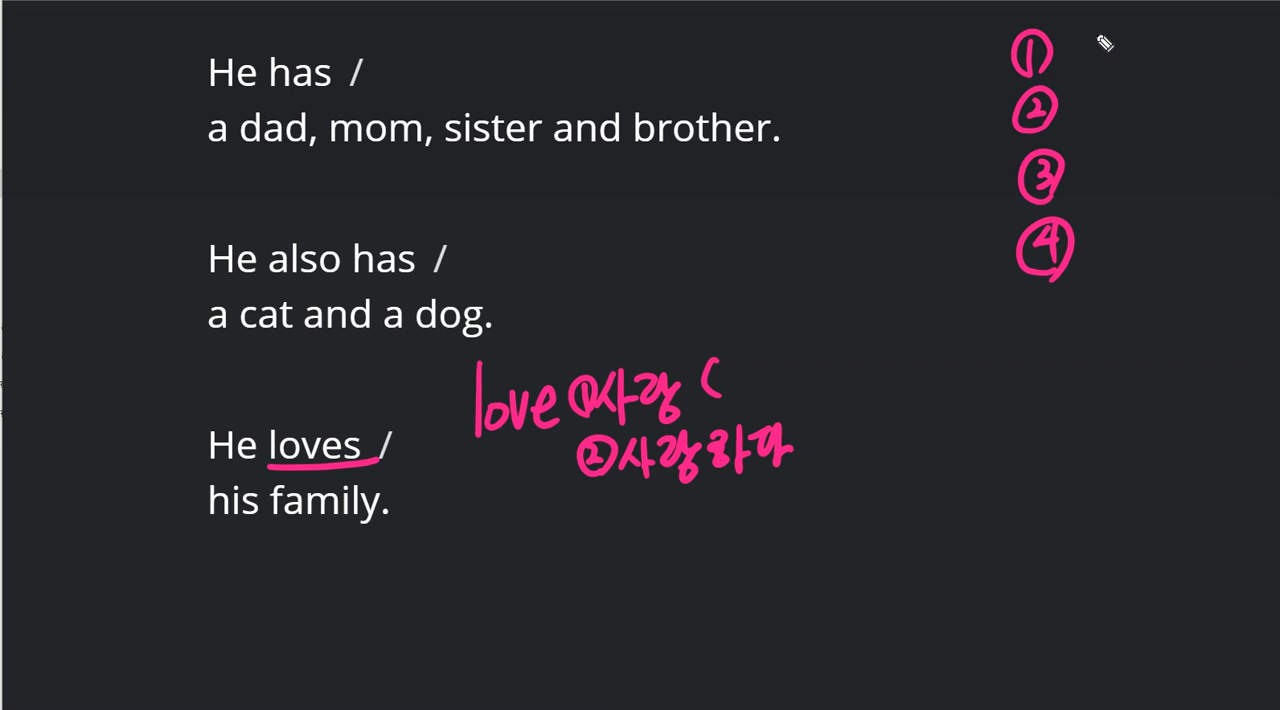 He has /
a dad, mom, sister and brother.
He also has /
a cat and a dog.
He loves /
his family.
love ①사랑 (
②사랑하다
①
②
③
④